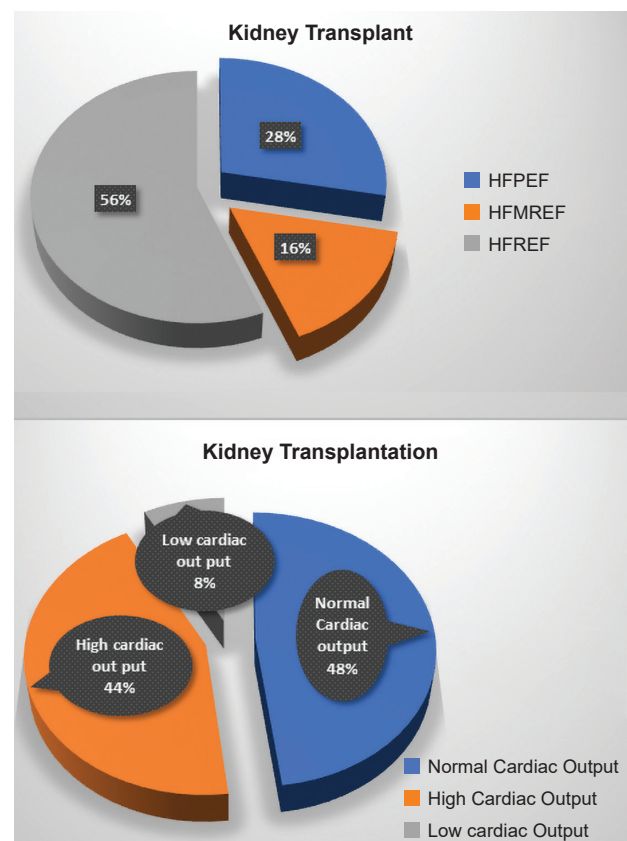 Kidney Transplant
28%
56%
16%
HFPEF
HFMREF
HFREF
Kidney Transplantation
Low cardiac
out put
8%
Normal
Cardiac
output
48%
High cardiac
out put
44%
Normal Cardiac Output
High Cardiac Output
Low cardiac Output